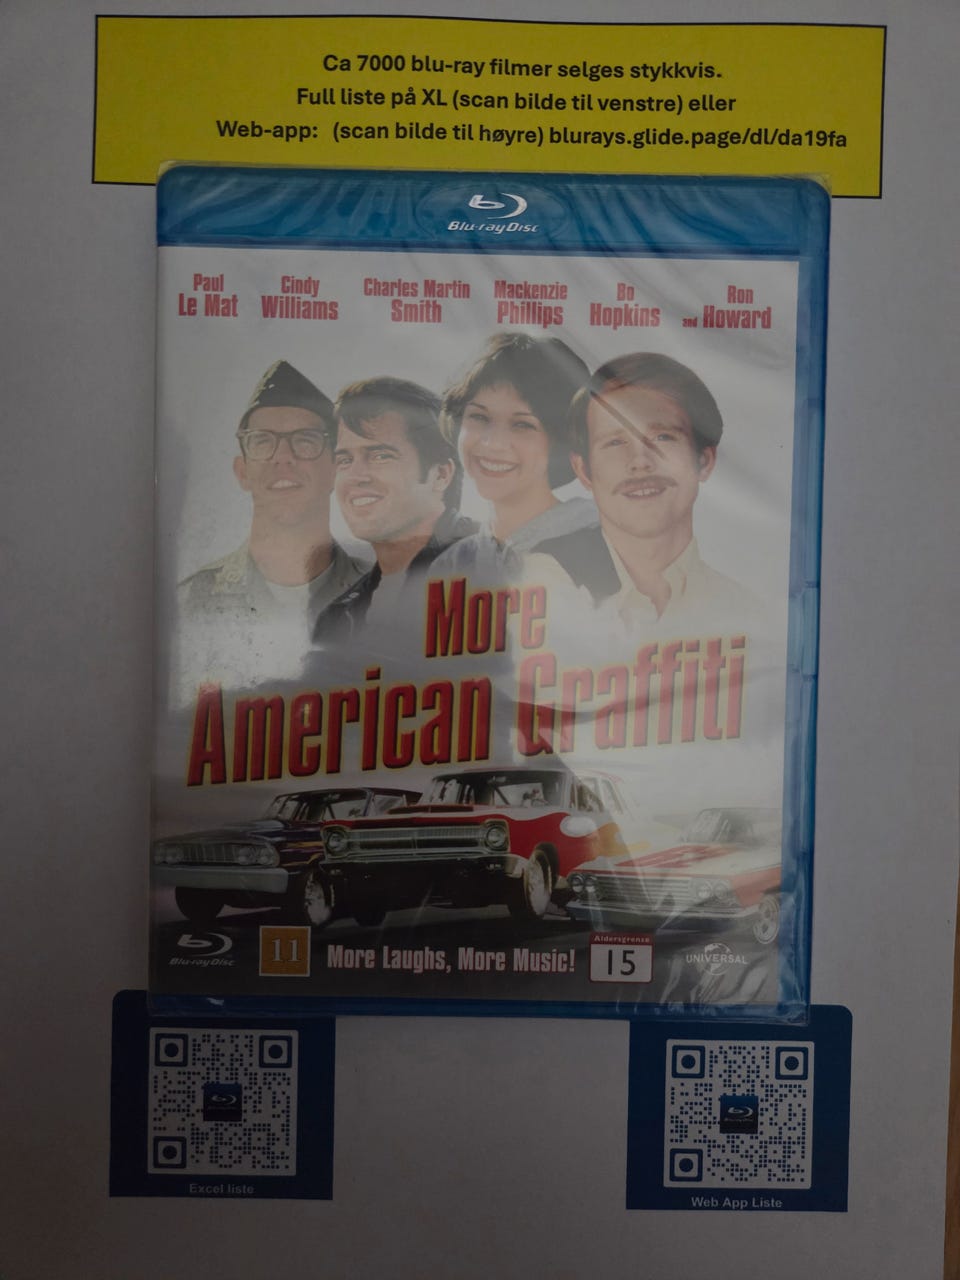 Ca 7000 blu-ray filmer selges stykkvis.
Full liste på XL (scan bilde til venstre) eller
Web-app: (scan bilde til høyre) blurays.glide.page/dl/da19fa
Blu-ray Disc
Paul Le Mat
Cindy Williams
Charles Martin Smith
Mackenzie Phillips
Bo Hopkins
and Ron Howard
More
American Graffiti
Blu-ray Disc
11
More Laughs, More Music!
Aldersgrense
15
UNIVERSAL
Excel liste
Web App Liste